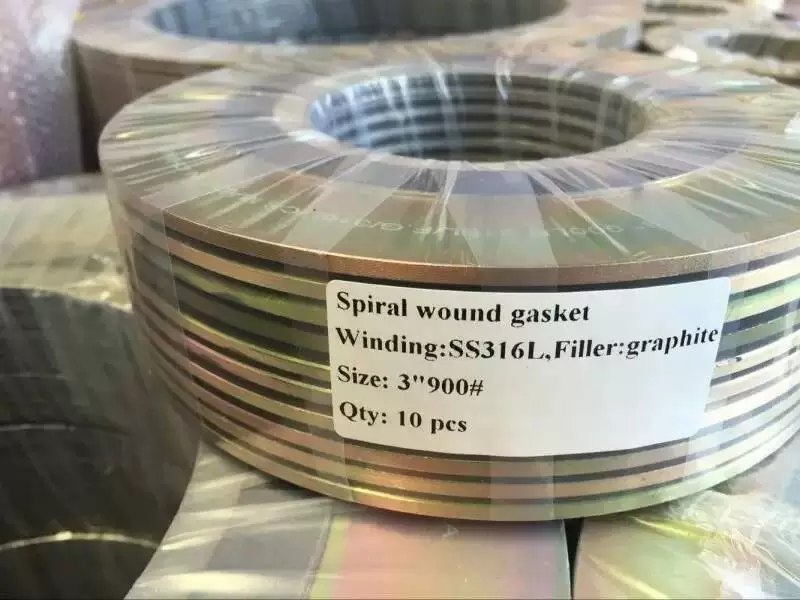 Spiral wound gasket
Winding:SS316L,Filler:graphite
Size: 3"900#
Qty: 10 pcs